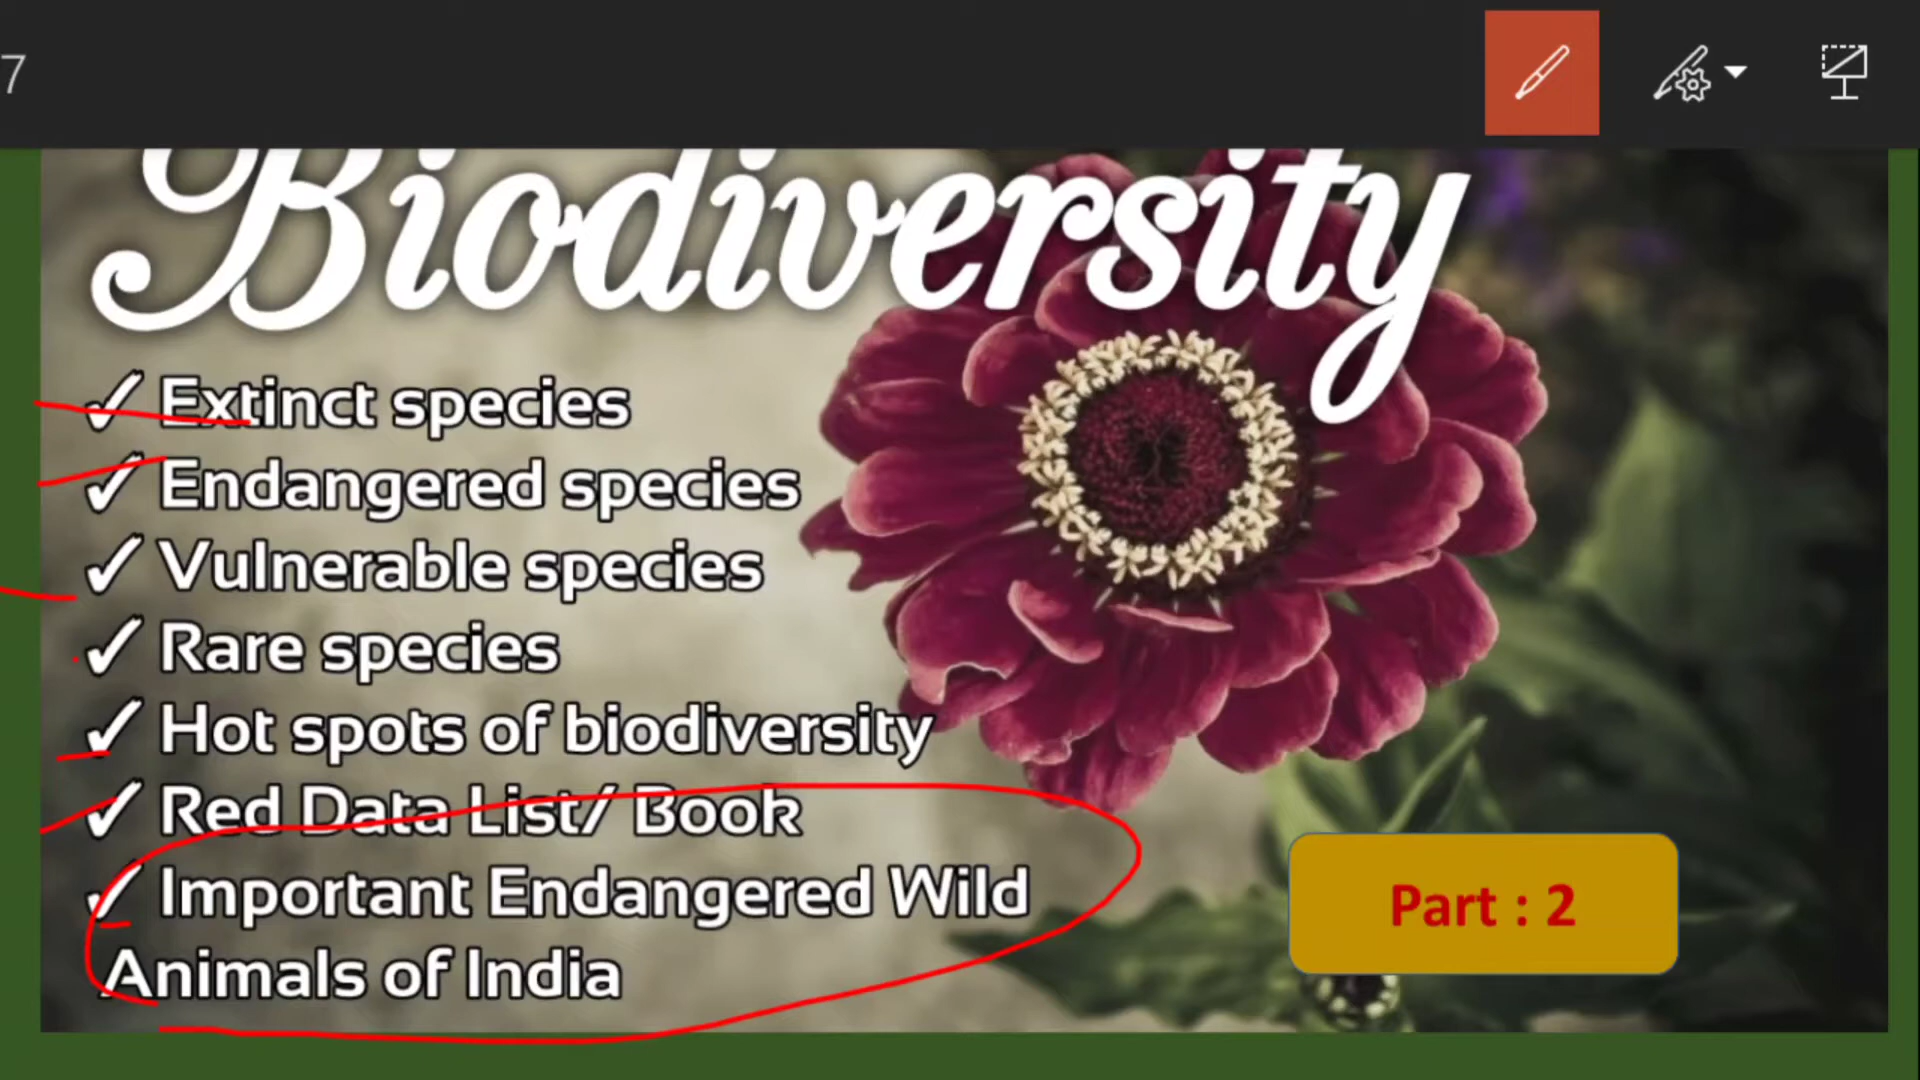 7
Biodiversity
✓ Extinct species
✓ Endangered species
✓ Vulnerable species
✓ Rare species
✓ Hot spots of biodiversity
✓ Red Data List/ Book
✓ Important Endangered Wild
Animals of India
Part : 2